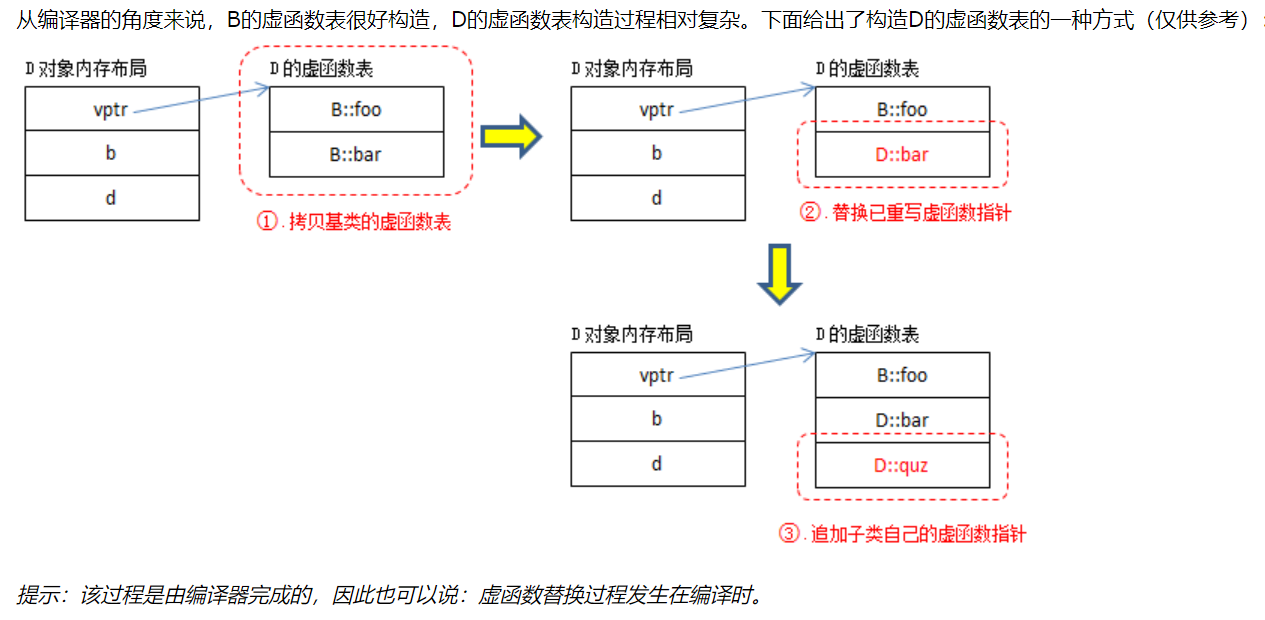 从编译器的角度来说，B的虚函数表很好构造，D的虚函数表构造过程相对复杂。下面给出了构造D的虚函数表的一种方式（仅供参考）：
D 对象内存布局
vptr
b
d
D 的虚函数表
B::foo
B::bar
①.拷贝基类的虚函数表
D 对象内存布局
vptr
b
d
D 的虚函数表
B::foo
D::bar
②.替换已重写虚函数指针
D 对象内存布局
vptr
b
d
D 的虚函数表
B::foo
D::bar
D::quz
③.追加子类自己的虚函数指针
提示：该过程是由编译器完成的，因此也可以说：虚函数替换过程发生在编译时。